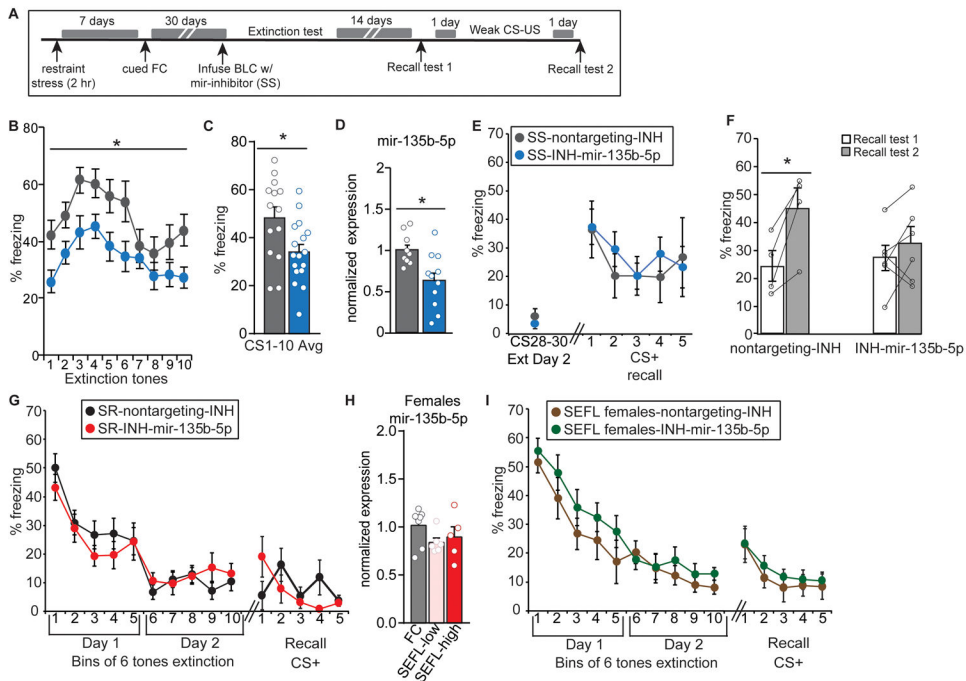 A
7 days
30 days
Extinction test
14 days
1 day
Weak CS-US
1 day
restraint
stress (2 hr)
cued FC
Infuse BLC w/
mir-inhibitor (SS)
Recall test 1
Recall test 2
B
*
80
60
40
20
0
% freezing
1 2 3 4 5 6 7 8 9 10
Extinction tones
C
*
80
60
40
20
0
% freezing
CS1-10 Avg
D
mir-135b-5p
*
2
1.5
1
0.5
0
normalized expression
E
SS-nontargeting-INH
SS-INH-mir-135b-5p
70
60
50
40
30
20
10
0
% freezing
CS28-30
Ext Day 2
1 2 3 4 5
CS+
recall
F
Recall test 1
Recall test 2
*
70
60
50
40
30
20
10
0
% freezing
nontargeting-INH
INH-mir-135b-5p
G
SR-nontargeting-INH
SR-INH-mir-135b-5p
70
60
50
40
30
20
10
0
% freezing
1 2 3 4 5 6 7 8 9 10
1 2 3 4 5
Day 1
Day 2
Bins of 6 tones extinction
Recall
CS+
H
Females
mir-135b-5p
2.0
1.5
1.0
0.5
0.0
normalized expression
FC
SEFL-low
SEFL-high
I
SEFL females-nontargeting-INH
SEFL females-INH-mir-135b-5p
70
60
50
40
30
20
10
0
% freezing
1 2 3 4 5 6 7 8 9 10
1 2 3 4 5
Day 1
Day 2
Bins of 6 tones extinction
Recall
CS+